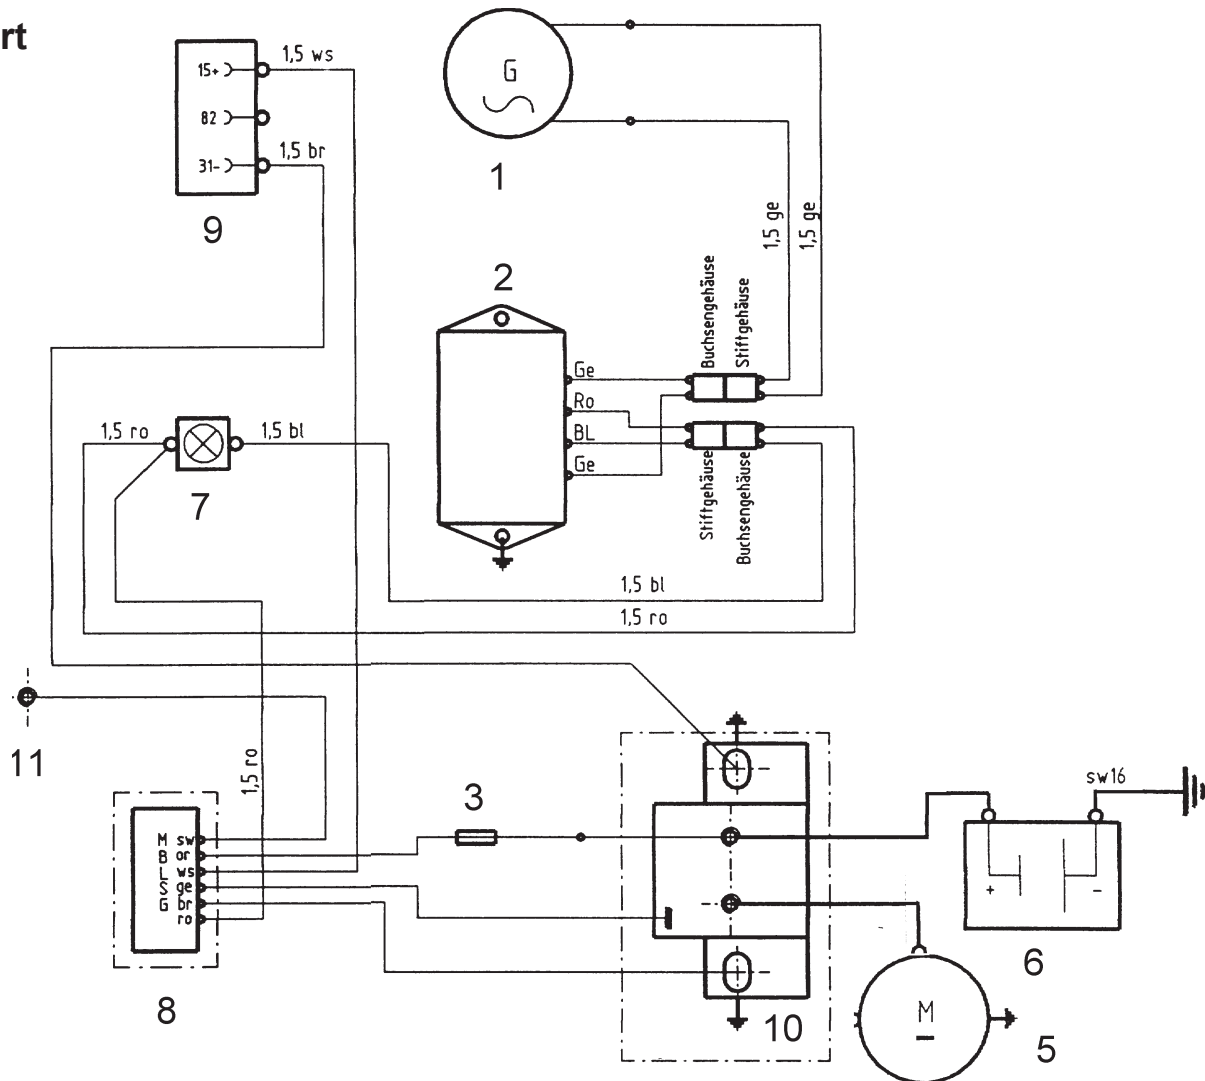 rt
15+
1,5 ws
82
31-
1,5 br
9
G
1
1,5 ge
1,5 ge
2
Buchsengehäuse
Stiftgehäuse
Ge
Ro
BL
Ge
Stiftgehäuse
Buchsengehäuse
1,5 ro
1,5 bl
7
1,5 bl
1,5 ro
11
1,5 ro
3
sw16
M sw
B or
L ws
S ge
G br
ro
8
+
-
6
M
5
10